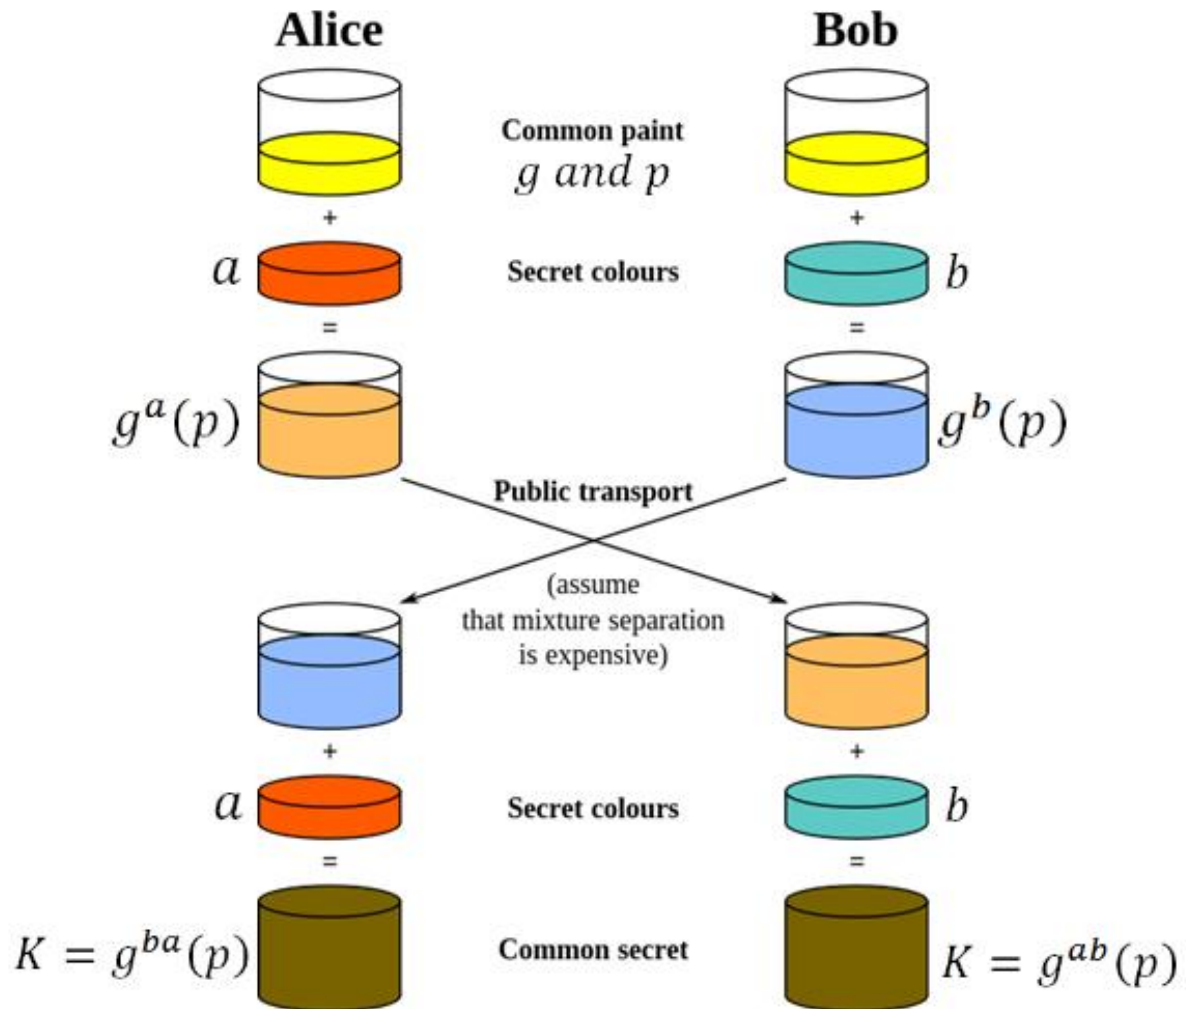 Alice
Bob
Common paint
g and p
+
+
a
Secret colours
b
=
=
g^a(p)
g^b(p)
Public transport
(assume
that mixture separation
is expensive)
+
+
a
Secret colours
b
=
=
K = g^{ba}(p)
Common secret
K = g^{ab}(p)